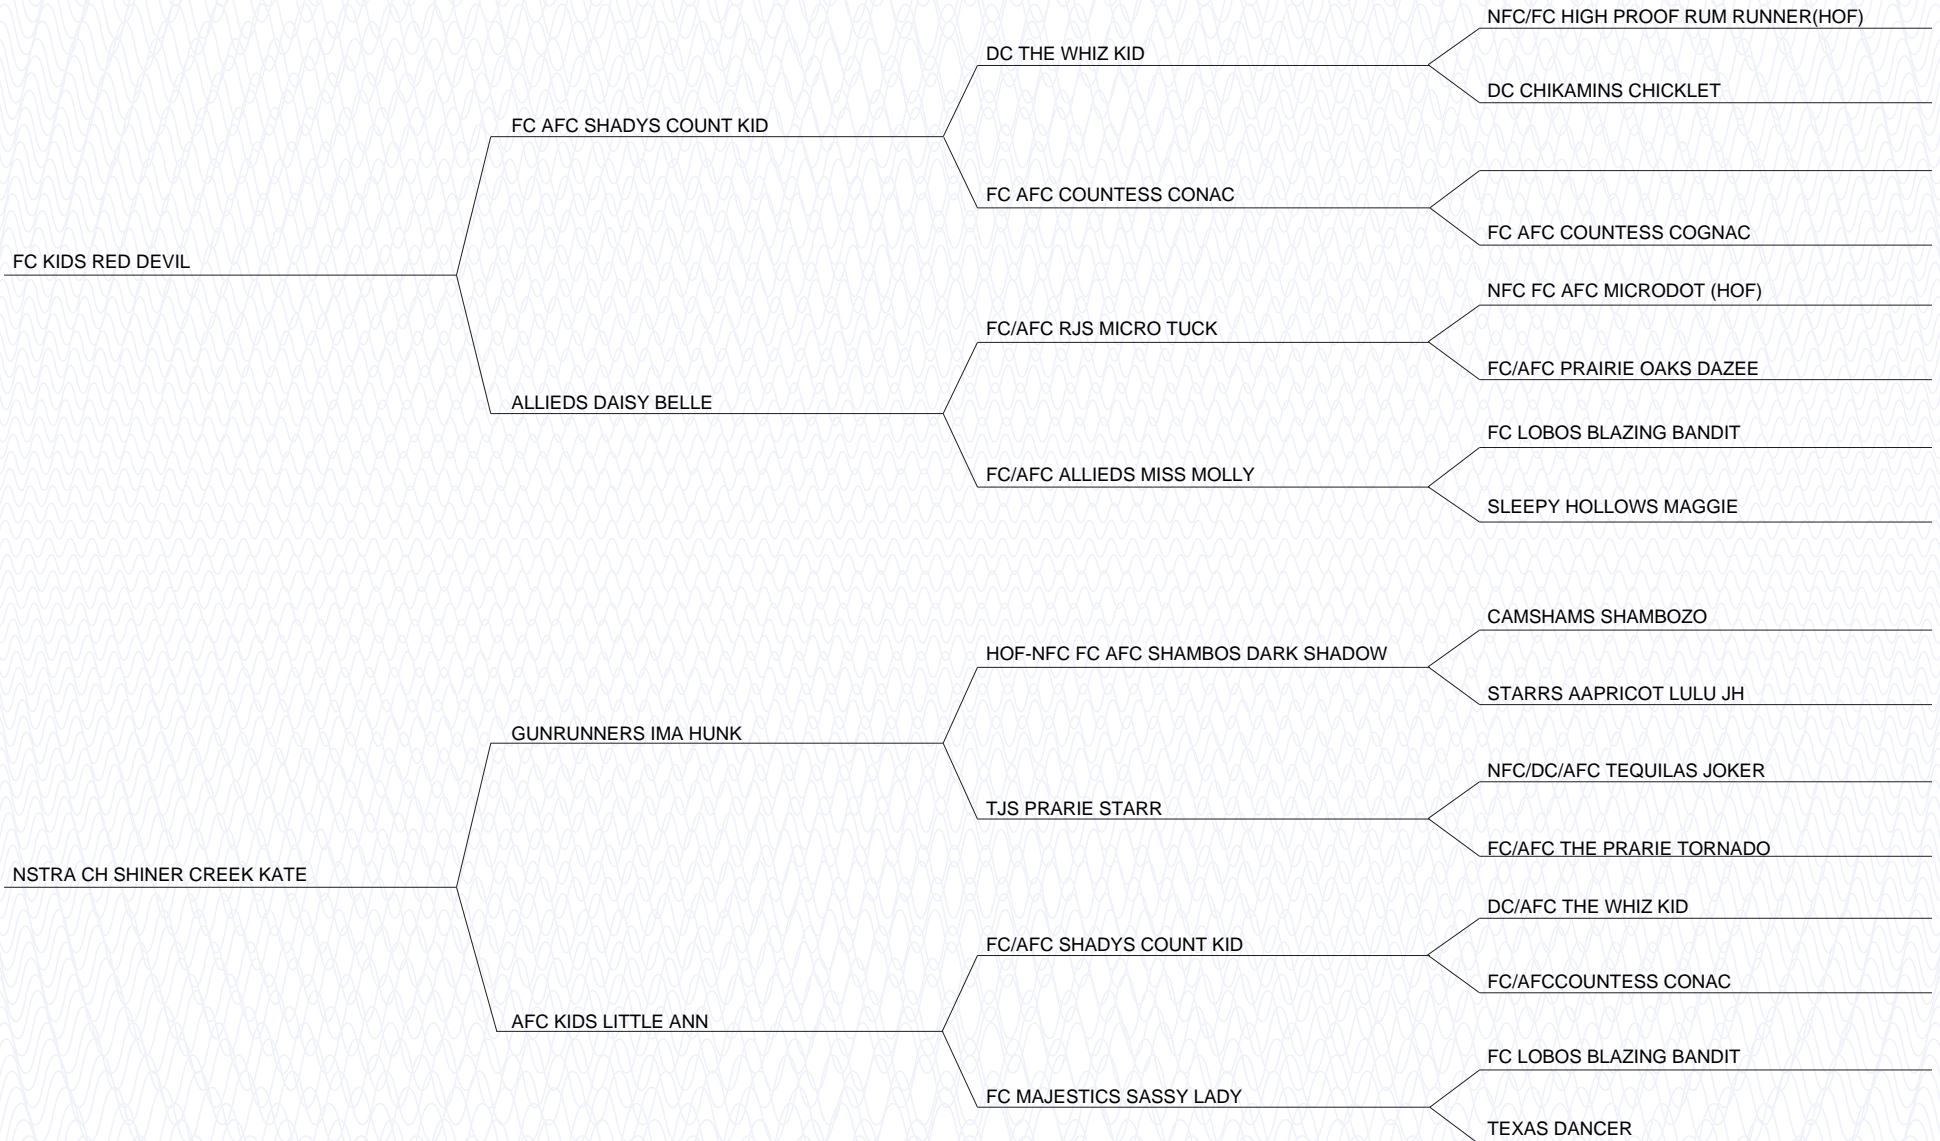 NFC/FC HIGH PROOF RUM RUNNER(HOF)
DC THE WHIZ KID
DC CHIKAMINS CHICKLET
FC AFC SHADYS COUNT KID
FC AFC COUNTESS CONAC
FC AFC COUNTESS COGNAC
FC KIDS RED DEVIL
NFC FC AFC MICRODOT (HOF)
FC/AFC RJS MICRO TUCK
FC/AFC PRAIRIE OAKS DAZEE
ALLIEDS DAISY BELLE
FC LOBOS BLAZING BANDIT
FC/AFC ALLIEDS MISS MOLLY
SLEEPY HOLLOWS MAGGIE
CAMSHAMS SHAMBOZO
HOF-NFC FC AFC SHAMBOS DARK SHADOW
STARRS AAPRICOT LULU JH
GUNRUNNERS IMA HUNK
NFC/DC/AFC TEQUILAS JOKER
TJS PRARIE STARR
FC/AFC THE PRARIE TORNADO
NSTRA CH SHINER CREEK KATE
DC/AFC THE WHIZ KID
FC/AFC SHADYS COUNT KID
FC/AFCCOUNTESS CONAC
AFC KIDS LITTLE ANN
FC LOBOS BLAZING BANDIT
FC MAJESTICS SASSY LADY
TEXAS DANCER